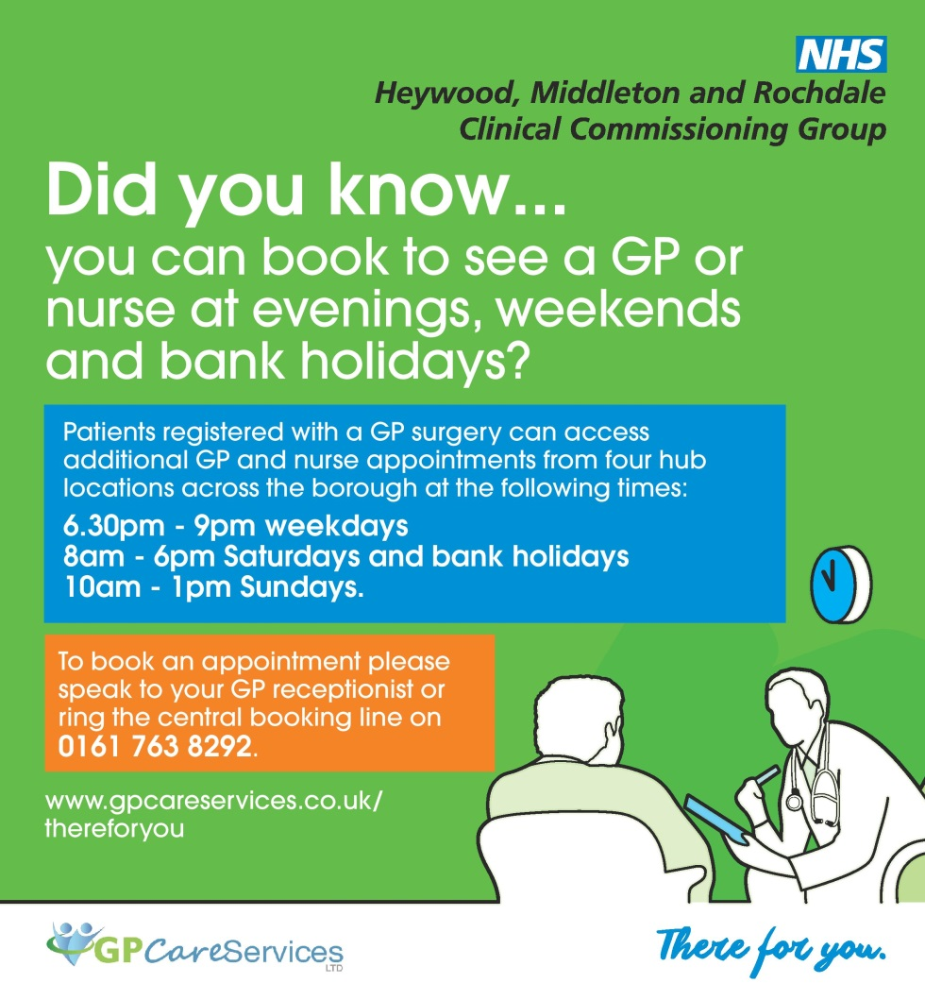 NHS
Heywood, Middleton and Rochdale
Clinical Commissioning Group
Did you know...
you can book to see a GP or
nurse at evenings, weekends
and bank holidays?
Patients registered with a GP surgery can access
additional GP and nurse appointments from four hub
locations across the borough at the following times:
6.30pm - 9pm weekdays
8am - 6pm Saturdays and bank holidays
10am - 1pm Sundays.
To book an appointment please
speak to your GP receptionist or
ring the central booking line on
0161 763 8292.
www.gpcareservices.co.uk/
thereforyou
GPCareServices
LTD
There for you.